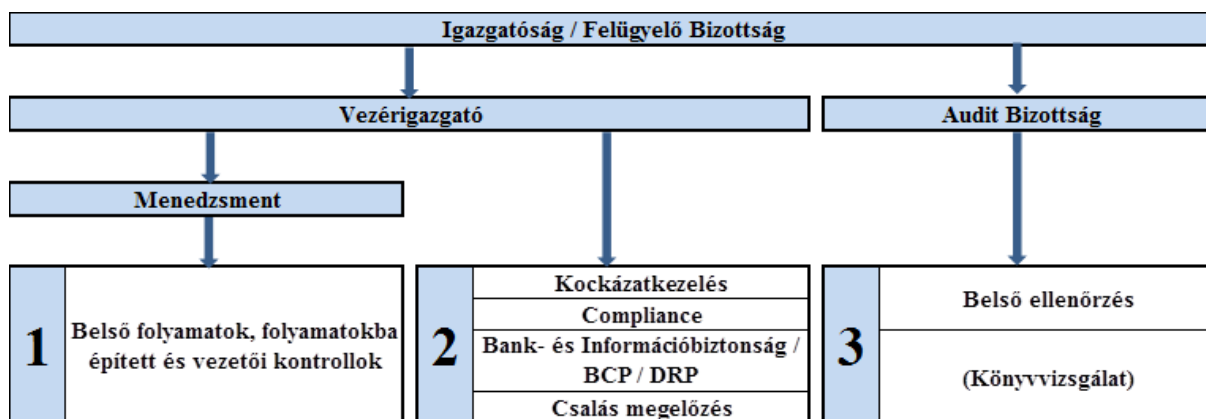 Igazgatóság / Felügyelő Bizottság
Vezérigazgató
Audit Bizottság
Menedzsment
1
Belső folyamatok, folyamatokba
épített és vezetői kontrollok
2
Kockázatkezelés
Compliance
Bank- és Információbiztonság /
BCP / DRP
Csalás megelőzés
3
Belső ellenőrzés
(Könyvvizsgálat)